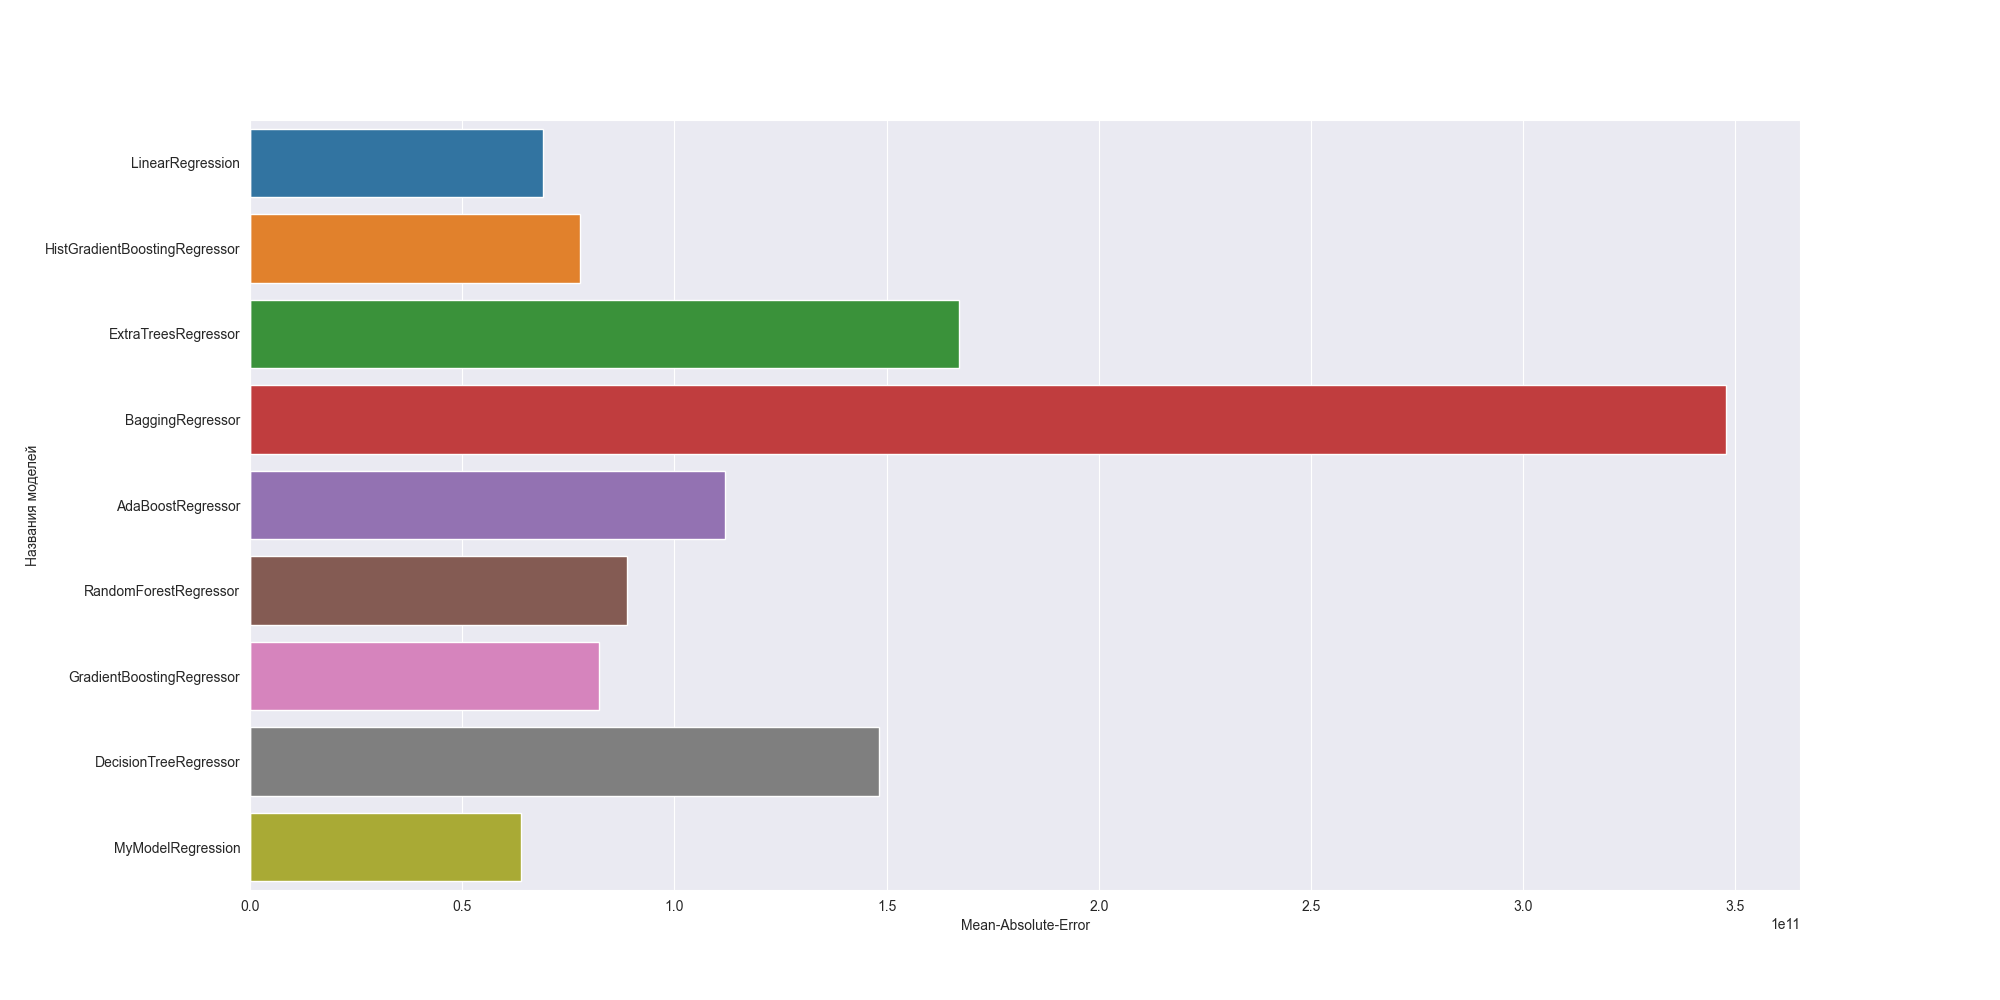 Названия моделей
LinearRegression
HistGradientBoostingRegressor
ExtraTreesRegressor
BaggingRegressor
AdaBoostRegressor
RandomForestRegressor
GradientBoostingRegressor
DecisionTreeRegressor
MyModelRegression
0.0 0.5 1.0 1.5 2.0 2.5 3.0 3.5
Mean-Absolute-Error
1e11